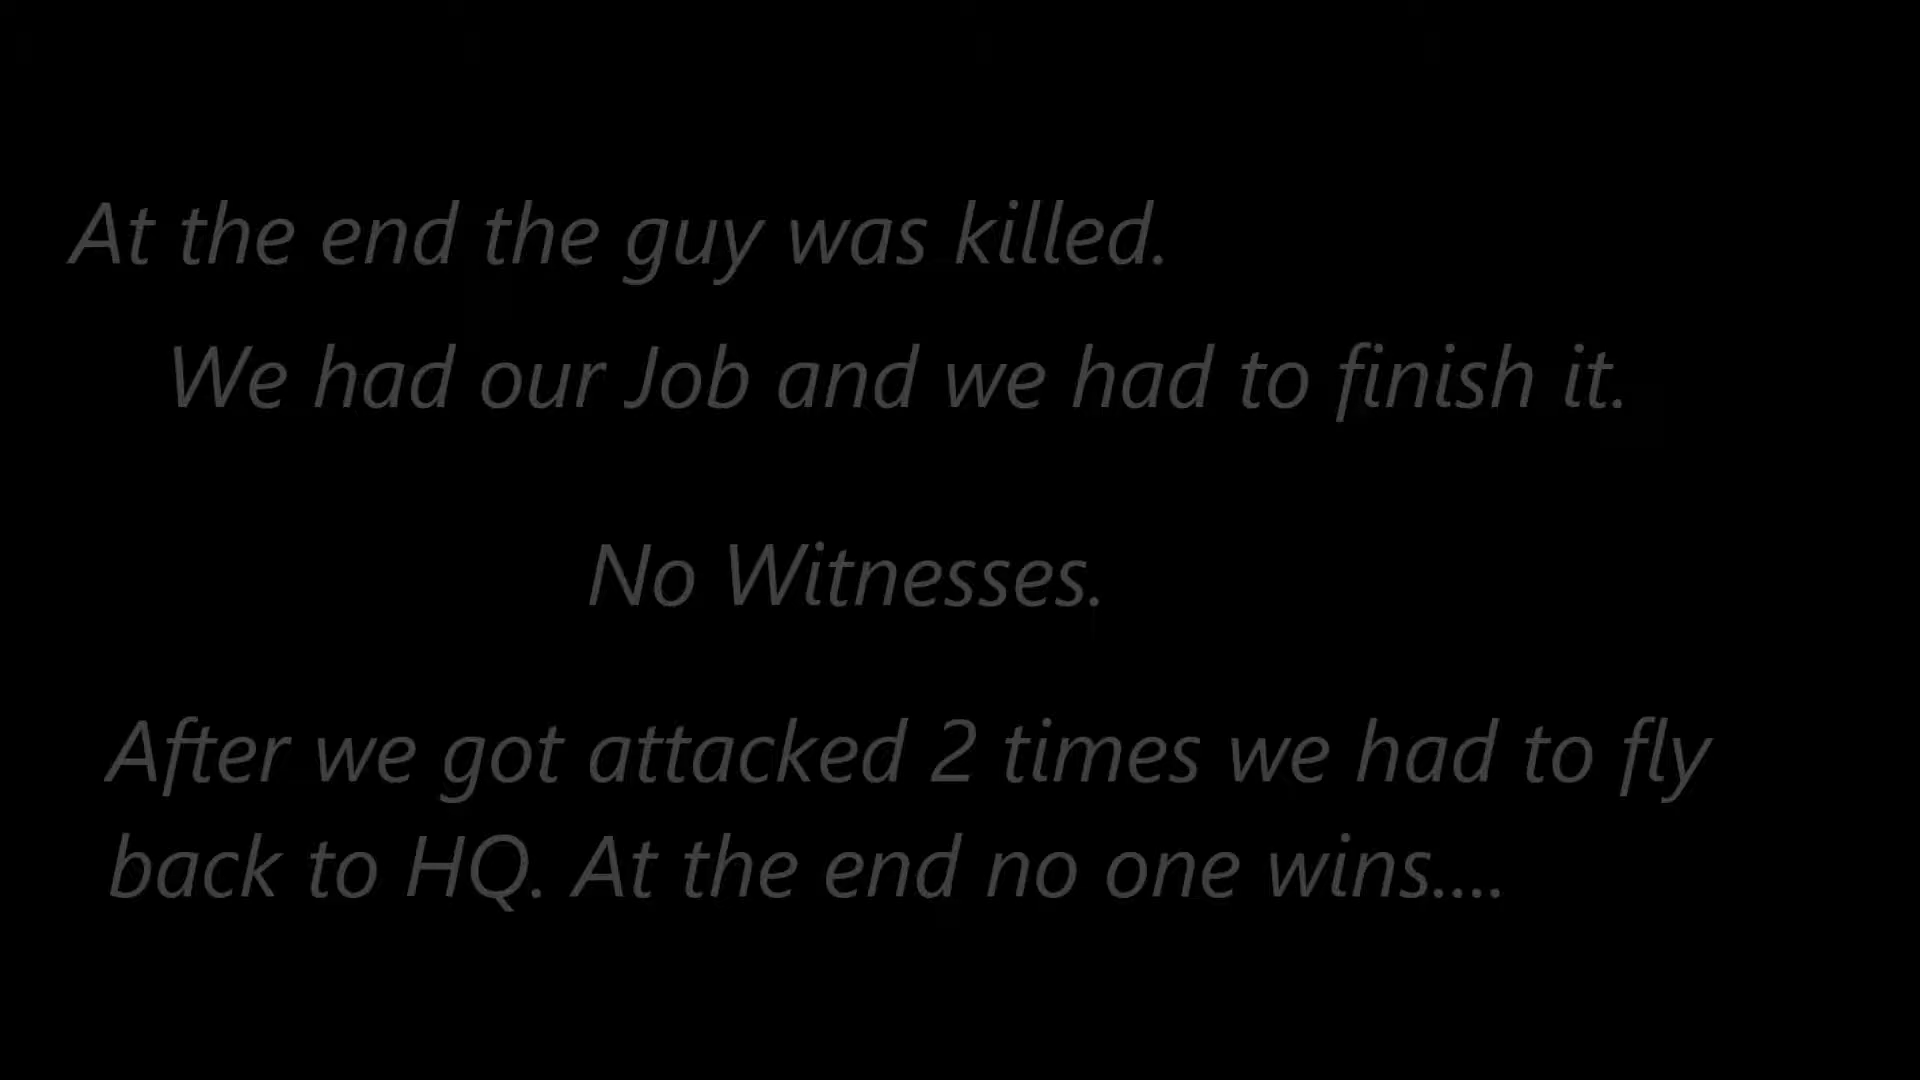 At the end the guy was killed.
We had our Job and we had to finish it.
No Witnesses.
After we got attacked 2 times we had to fly
back to HQ. At the end no one wins....